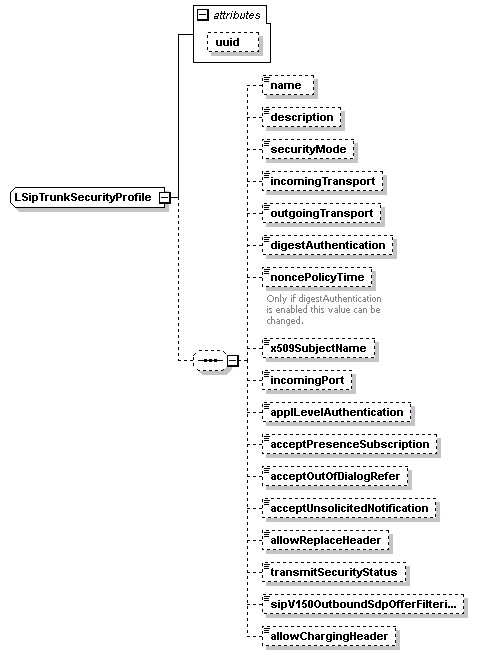 attributes
uuid
name
description
securityMode
LSipTrunkSecurityProfile
incomingTransport
outgoingTransport
digestAuthentication
noncePolicyTime
Only if digestAuthentication
is enabled this value can be
changed.
x509SubjectName
incomingPort
applLevelAuthentication
acceptPresenceSubscription
acceptOutOfDialogRefer
acceptUnsolicitedNotification
allowReplaceHeader
transmitSecurityStatus
sipV150OutboundSdpOfferFilteri...
allowChargingHeader